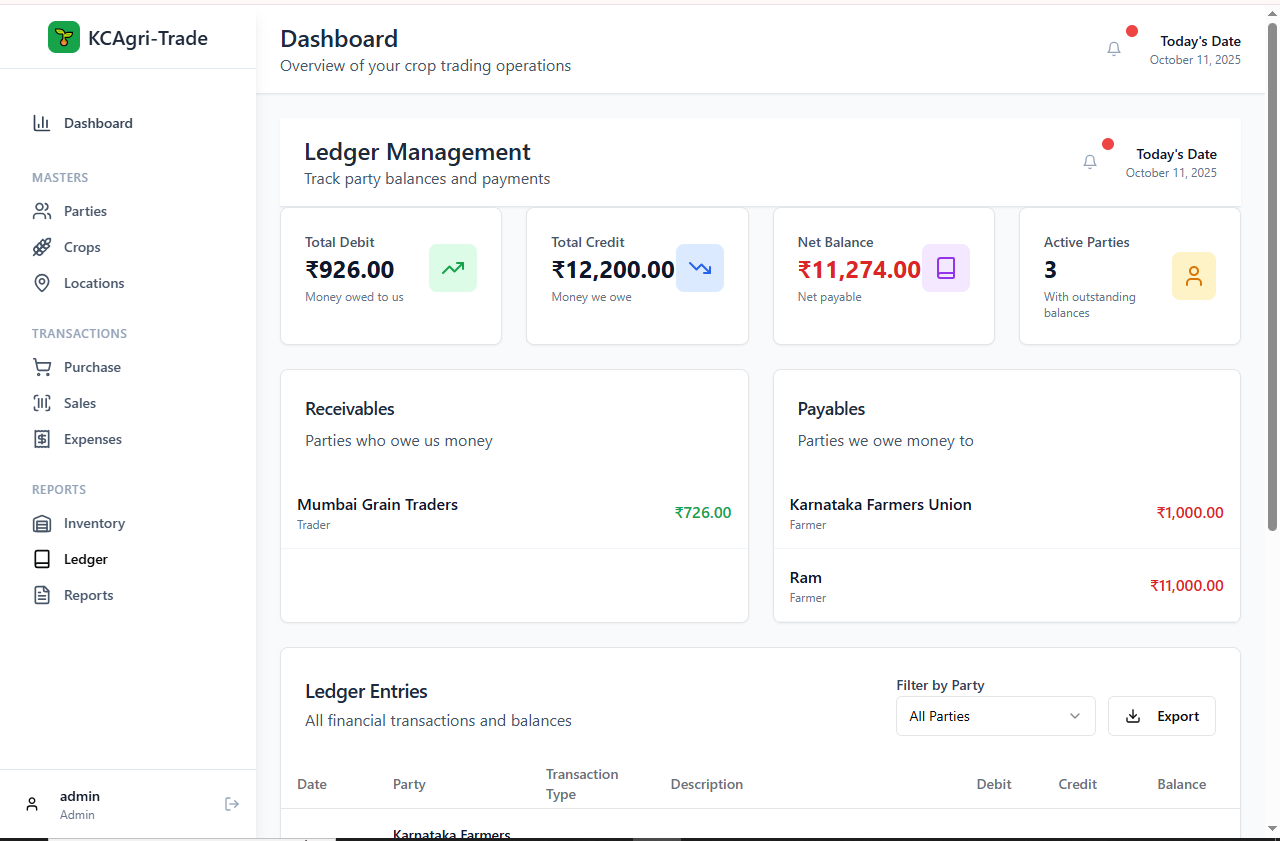 KCAgri-Trade
Dashboard
MASTERS
Parties
Crops
Locations
TRANSACTIONS
Purchase
Sales
Expenses
REPORTS
Inventory
Ledger
Reports
admin
Admin
Dashboard
Overview of your crop trading operations
Today's Date
October 11, 2025
Ledger Management
Track party balances and payments
Today's Date
October 11, 2025
Total Debit
₹926.00
Money owed to us
Total Credit
₹12,200.00
Money we owe
Net Balance
₹11,274.00
Net payable
Active Parties
3
With outstanding
balances
Receivables
Parties who owe us money
Mumbai Grain Traders
Trader
₹726.00
Payables
Parties we owe money to
Karnataka Farmers Union
Farmer
₹1,000.00
Ram
Farmer
₹11,000.00
Ledger Entries
All financial transactions and balances
Filter by Party
All Parties
Export
Date Party Transaction Type Description Debit Credit Balance
Karnataka Farmers